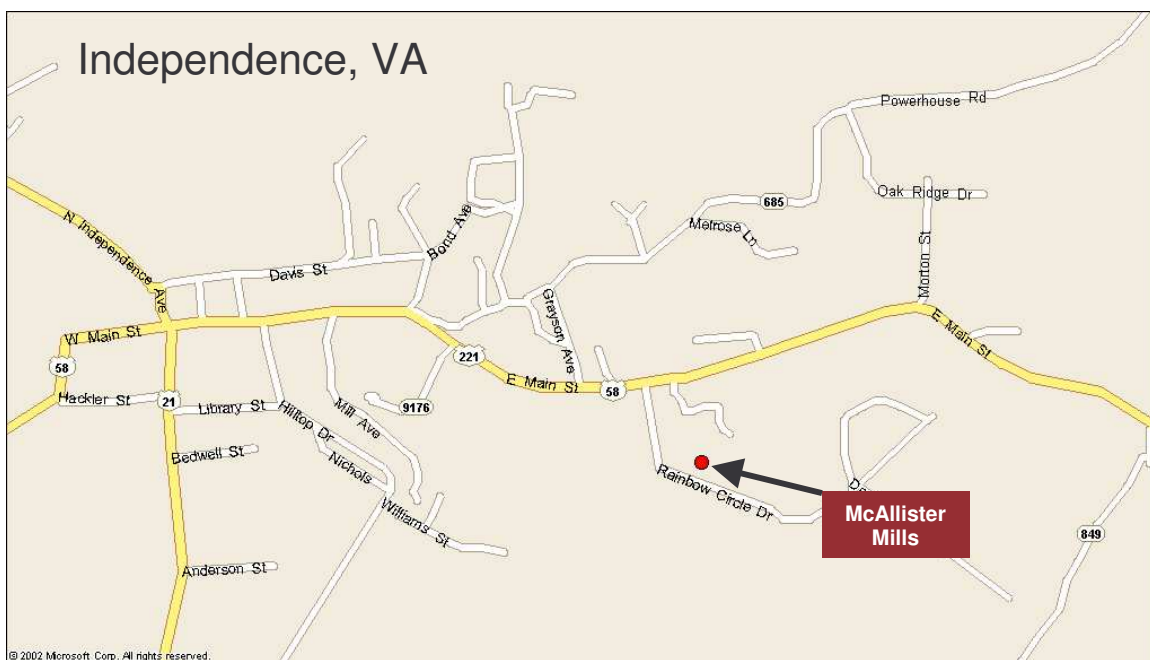 Independence, VA
Powerhouse Rd
685
Oak Ridge Dr
Bond Ave
Melrose Ln
N Independence Ave
Davis St
Morton St
Grayson Ave
W Main St
E Main St
58
221
E Main St
58
Hackler St
21
Library St
9176
Hilltop Dr
Mill Ave
Bedwell St
Nichols
Rainbow Circle Dr
Williams St
McAllister
Mills
849
Anderson St
© 2002 Microsoft Corp. All rights reserved.